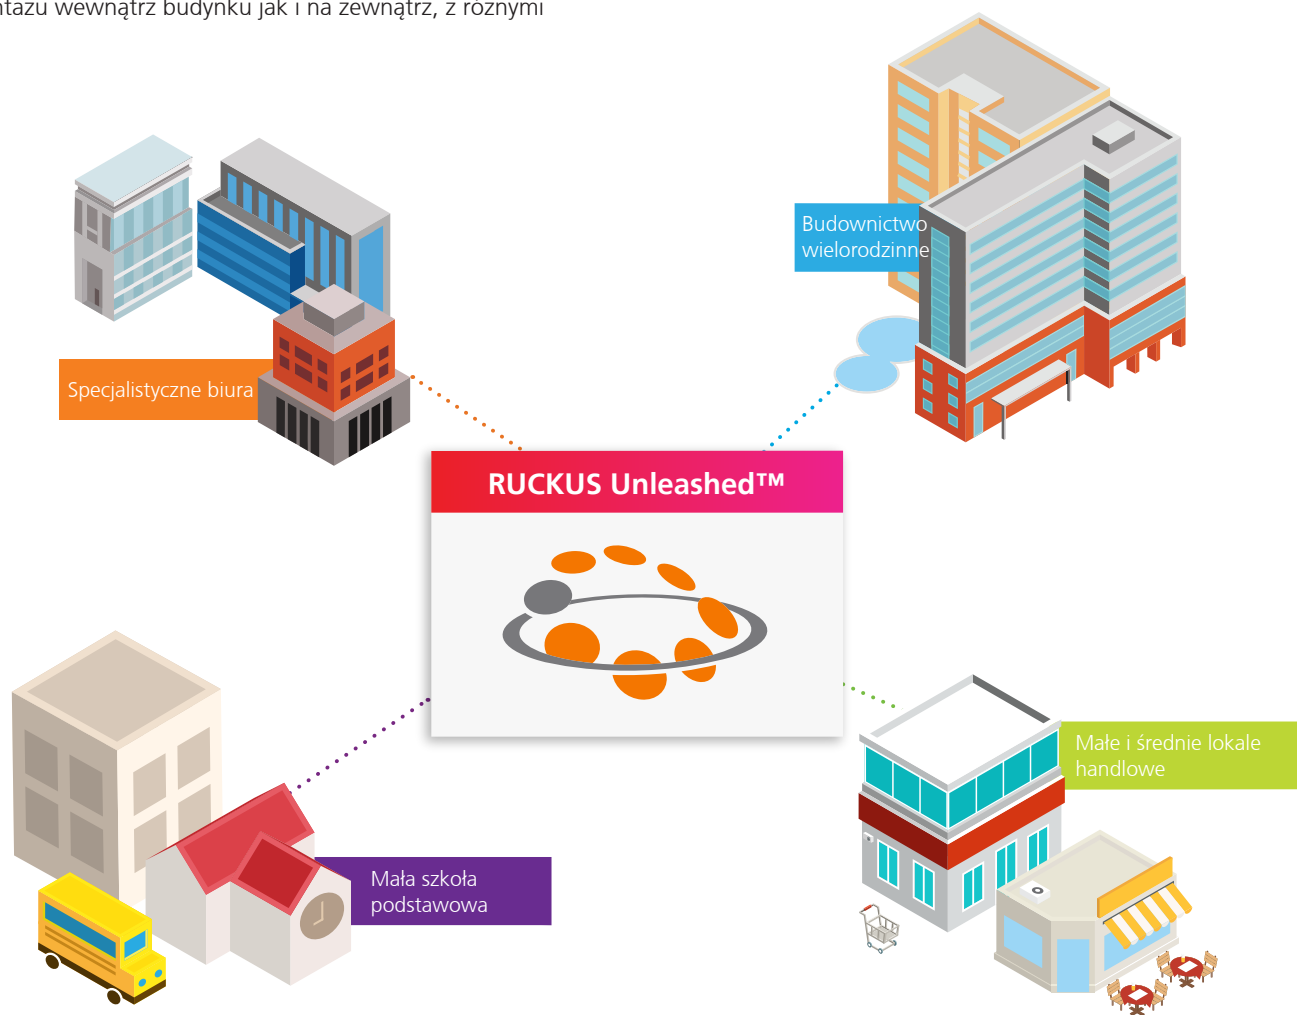 montażu wewnątrz budynku jak i na zewnątrz, z różnymi
Budownictwo
wielorodzinne
Specjalistyczne biura
RUCKUS Unleashed™
Małe i średnie lokale
handlowe
Mała szkoła
podstawowa